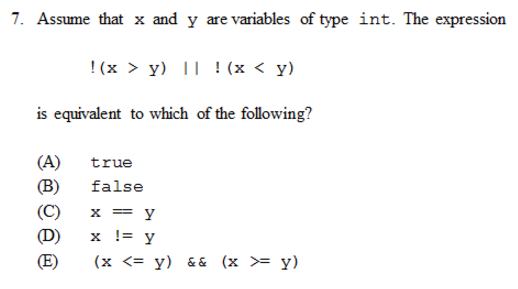 7. Assume that x and y are variables of type int. The expression
!(x > y) || !(x < y)
is equivalent to which of the following?
(A) true
(B) false
(C) x == y
(D) x != y
(E) (x <= y) && (x >= y)